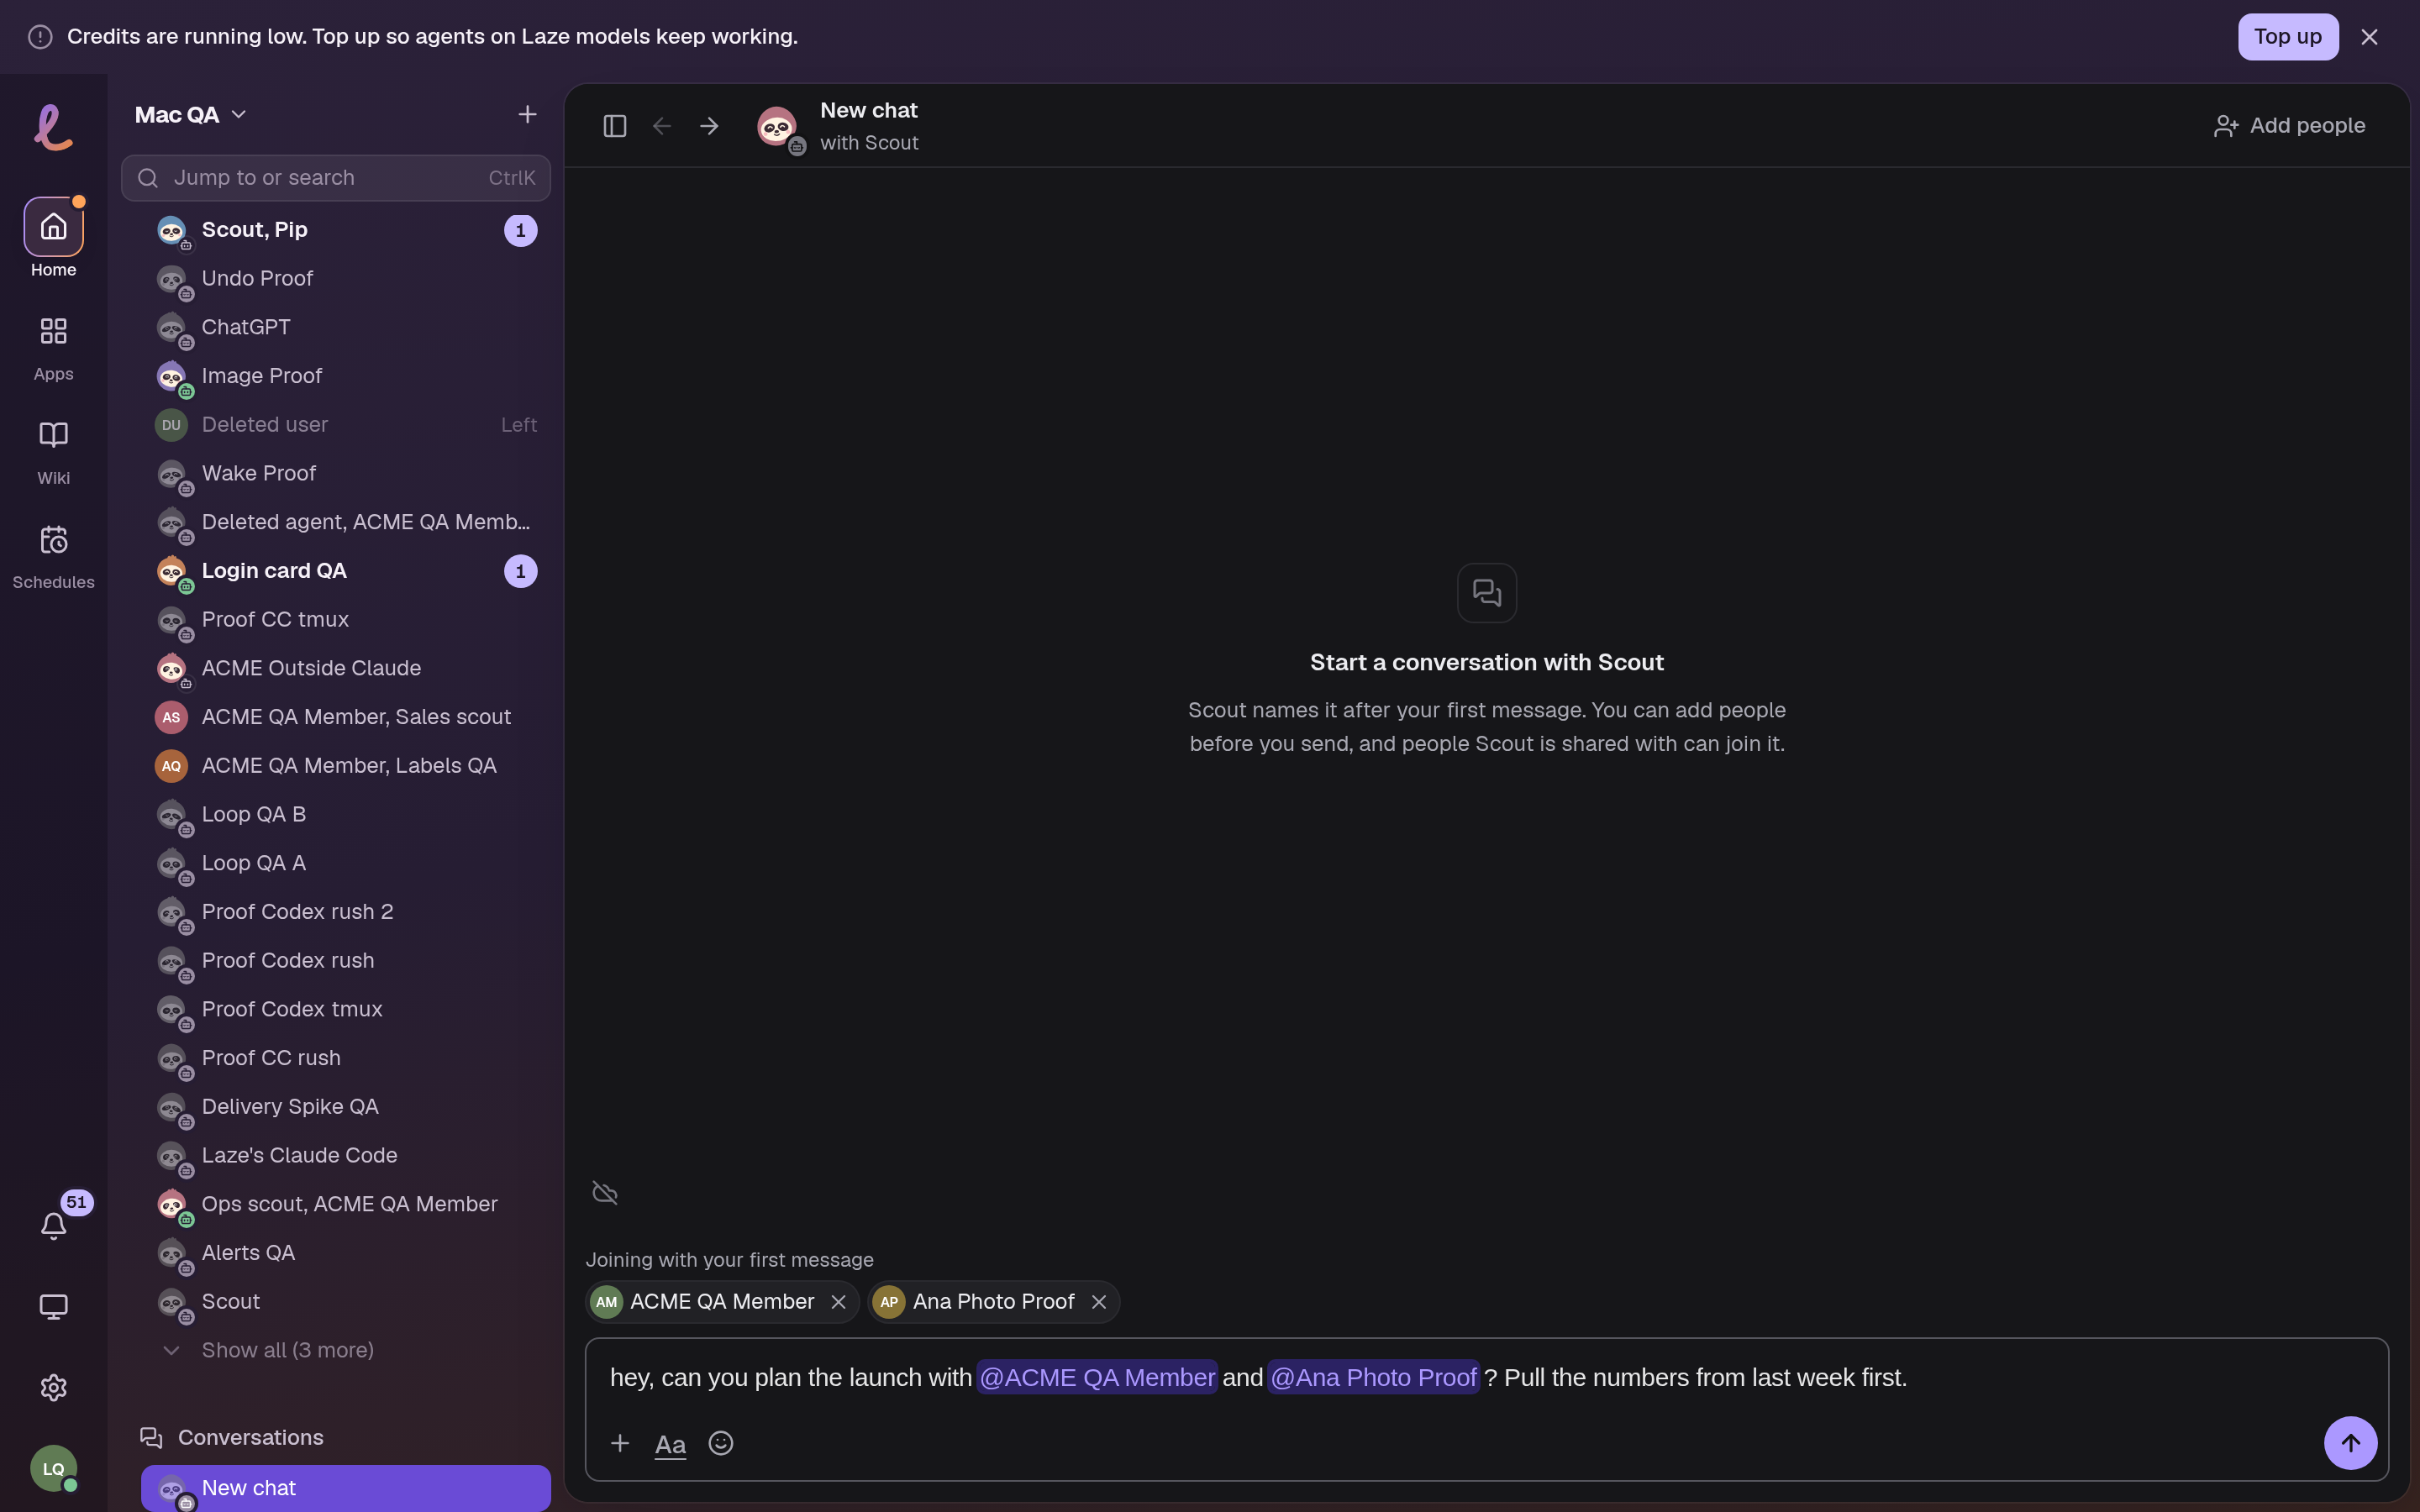 Credits are running low. Top up so agents on Laze models keep working.
Top up
Mac QA
Jump to or search
CtrlK
Home
Apps
Wiki
Schedules
51
LQ
Scout, Pip
1
Undo Proof
ChatGPT
Image Proof
DU
Deleted user
Left
Wake Proof
Deleted agent, ACME QA Memb...
Login card QA
1
Proof CC tmux
ACME Outside Claude
AS
ACME QA Member, Sales scout
AQ
ACME QA Member, Labels QA
Loop QA B
Loop QA A
Proof Codex rush 2
Proof Codex rush
Proof Codex tmux
Proof CC rush
Delivery Spike QA
Laze's Claude Code
Ops scout, ACME QA Member
Alerts QA
Scout
Show all (3 more)
Conversations
New chat
New chat
with Scout
Add people
Start a conversation with Scout
Scout names it after your first message. You can add people
before you send, and people Scout is shared with can join it.
Joining with your first message
AM
ACME QA Member
AP
Ana Photo Proof
hey, can you plan the launch with @ACME QA Member and @Ana Photo Proof ? Pull the numbers from last week first.
Aa